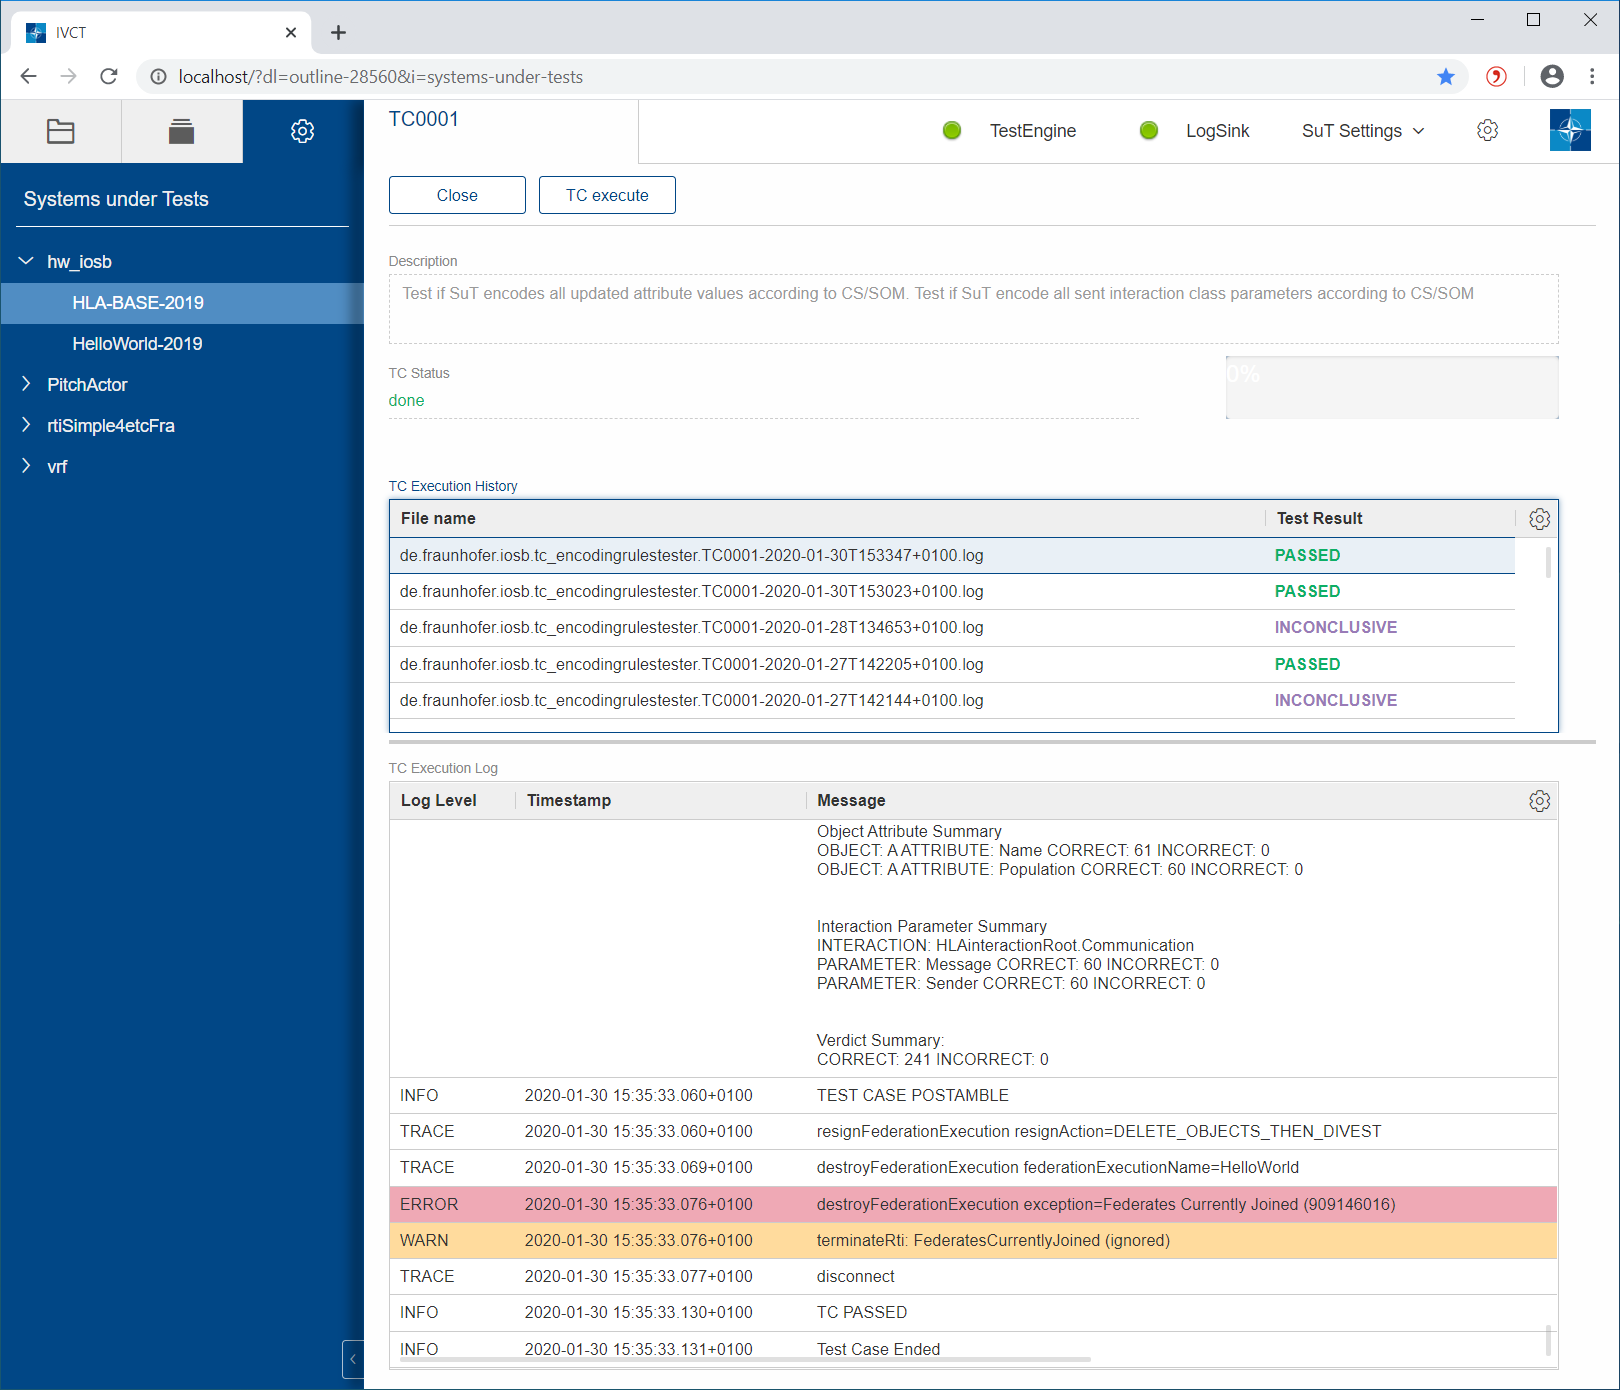 IVCT
localhost/?dl=outline-28560&i=systems-under-tests
TC0001
TestEngine
LogSink
SuT Settings
Systems under Tests
hw_iosb
HLA-BASE-2019
HelloWorld-2019
PitchActor
rtiSimple4etcFra
vrf
Close
TC execute
Description
Test if SuT encodes all updated attribute values according to CS/SOM. Test if SuT encode all sent interaction class parameters according to CS/SOM
TC Status
done
0%
TC Execution History
File name Test Result
de.fraunhofer.iosb.tc_encodingrulestester.TC0001-2020-01-30T153347+0100.log PASSED
de.fraunhofer.iosb.tc_encodingrulestester.TC0001-2020-01-30T153023+0100.log PASSED
de.fraunhofer.iosb.tc_encodingrulestester.TC0001-2020-01-28T134653+0100.log INCONCLUSIVE
de.fraunhofer.iosb.tc_encodingrulestester.TC0001-2020-01-27T142205+0100.log PASSED
de.fraunhofer.iosb.tc_encodingrulestester.TC0001-2020-01-27T142144+0100.log INCONCLUSIVE
TC Execution Log
Log Level Timestamp Message
Object Attribute Summary
OBJECT: A ATTRIBUTE: Name CORRECT: 61 INCORRECT: 0
OBJECT: A ATTRIBUTE: Population CORRECT: 60 INCORRECT: 0
Interaction Parameter Summary
INTERACTION: HLAinteractionRoot.Communication
PARAMETER: Message CORRECT: 60 INCORRECT: 0
PARAMETER: Sender CORRECT: 60 INCORRECT: 0
Verdict Summary:
CORRECT: 241 INCORRECT: 0
INFO 2020-01-30 15:35:33.060+0100 TEST CASE POSTAMBLE
TRACE 2020-01-30 15:35:33.060+0100 resignFederationExecution resignAction=DELETE_OBJECTS_THEN_DIVEST
TRACE 2020-01-30 15:35:33.069+0100 destroyFederationExecution federationExecutionName=HelloWorld
ERROR 2020-01-30 15:35:33.076+0100 destroyFederationExecution exception=Federates Currently Joined (909146016)
WARN 2020-01-30 15:35:33.076+0100 terminateRti: FederatesCurrentlyJoined (ignored)
TRACE 2020-01-30 15:35:33.077+0100 disconnect
INFO 2020-01-30 15:35:33.130+0100 TC PASSED
INFO 2020-01-30 15:35:33.131+0100 Test Case Ended